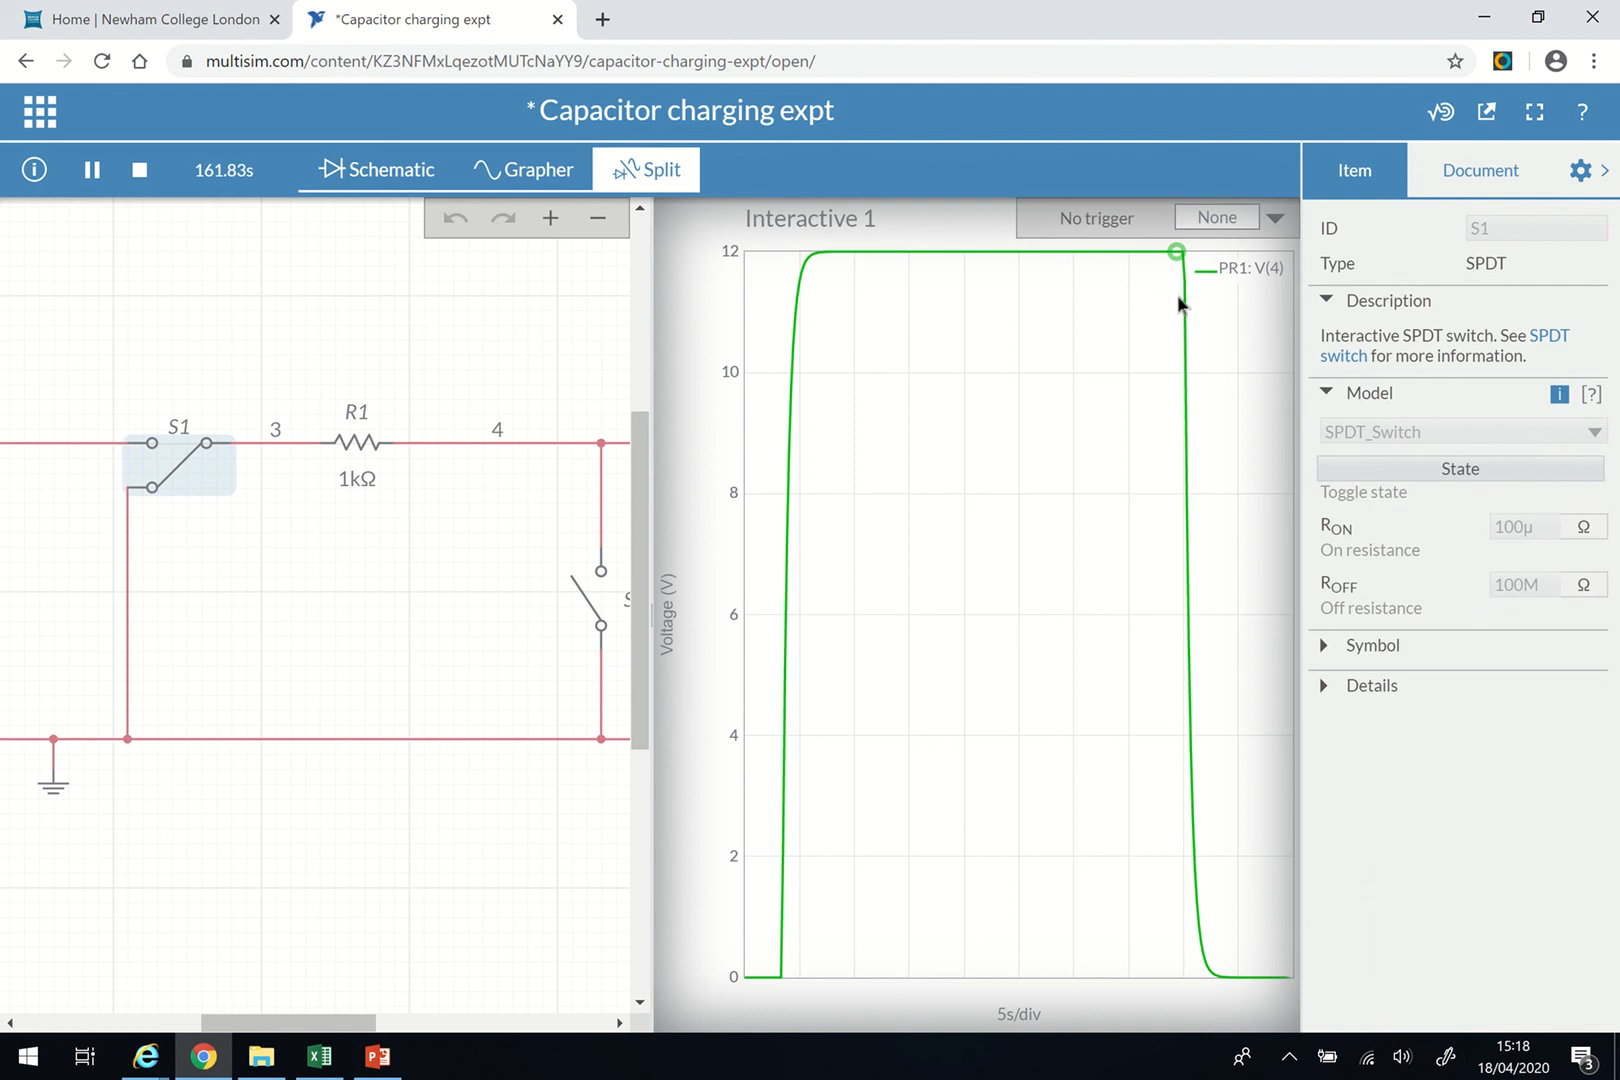 Home | Newham College London
*Capacitor charging expt
multisim.com/content/KZ3NFMxLqezotMUTcNaYY9/capacitor-charging-expt/open/
* Capacitor charging expt
?
161.83s
Schematic
Grapher
Split
Item
Document
Interactive 1
No trigger
None
12
10
8
6
4
2
0
PR1: V(4)
Voltage (V)
5s/div
S1
3
R1
1kΩ
4
S
ID
S1
Type
SPDT
Description
Interactive SPDT switch. See SPDT
switch for more information.
Model
i
[?]
SPDT_Switch
State
Toggle state
RON
100μ
Ω
On resistance
ROFF
100M
Ω
Off resistance
Symbol
Details
15:18
18/04/2020
3